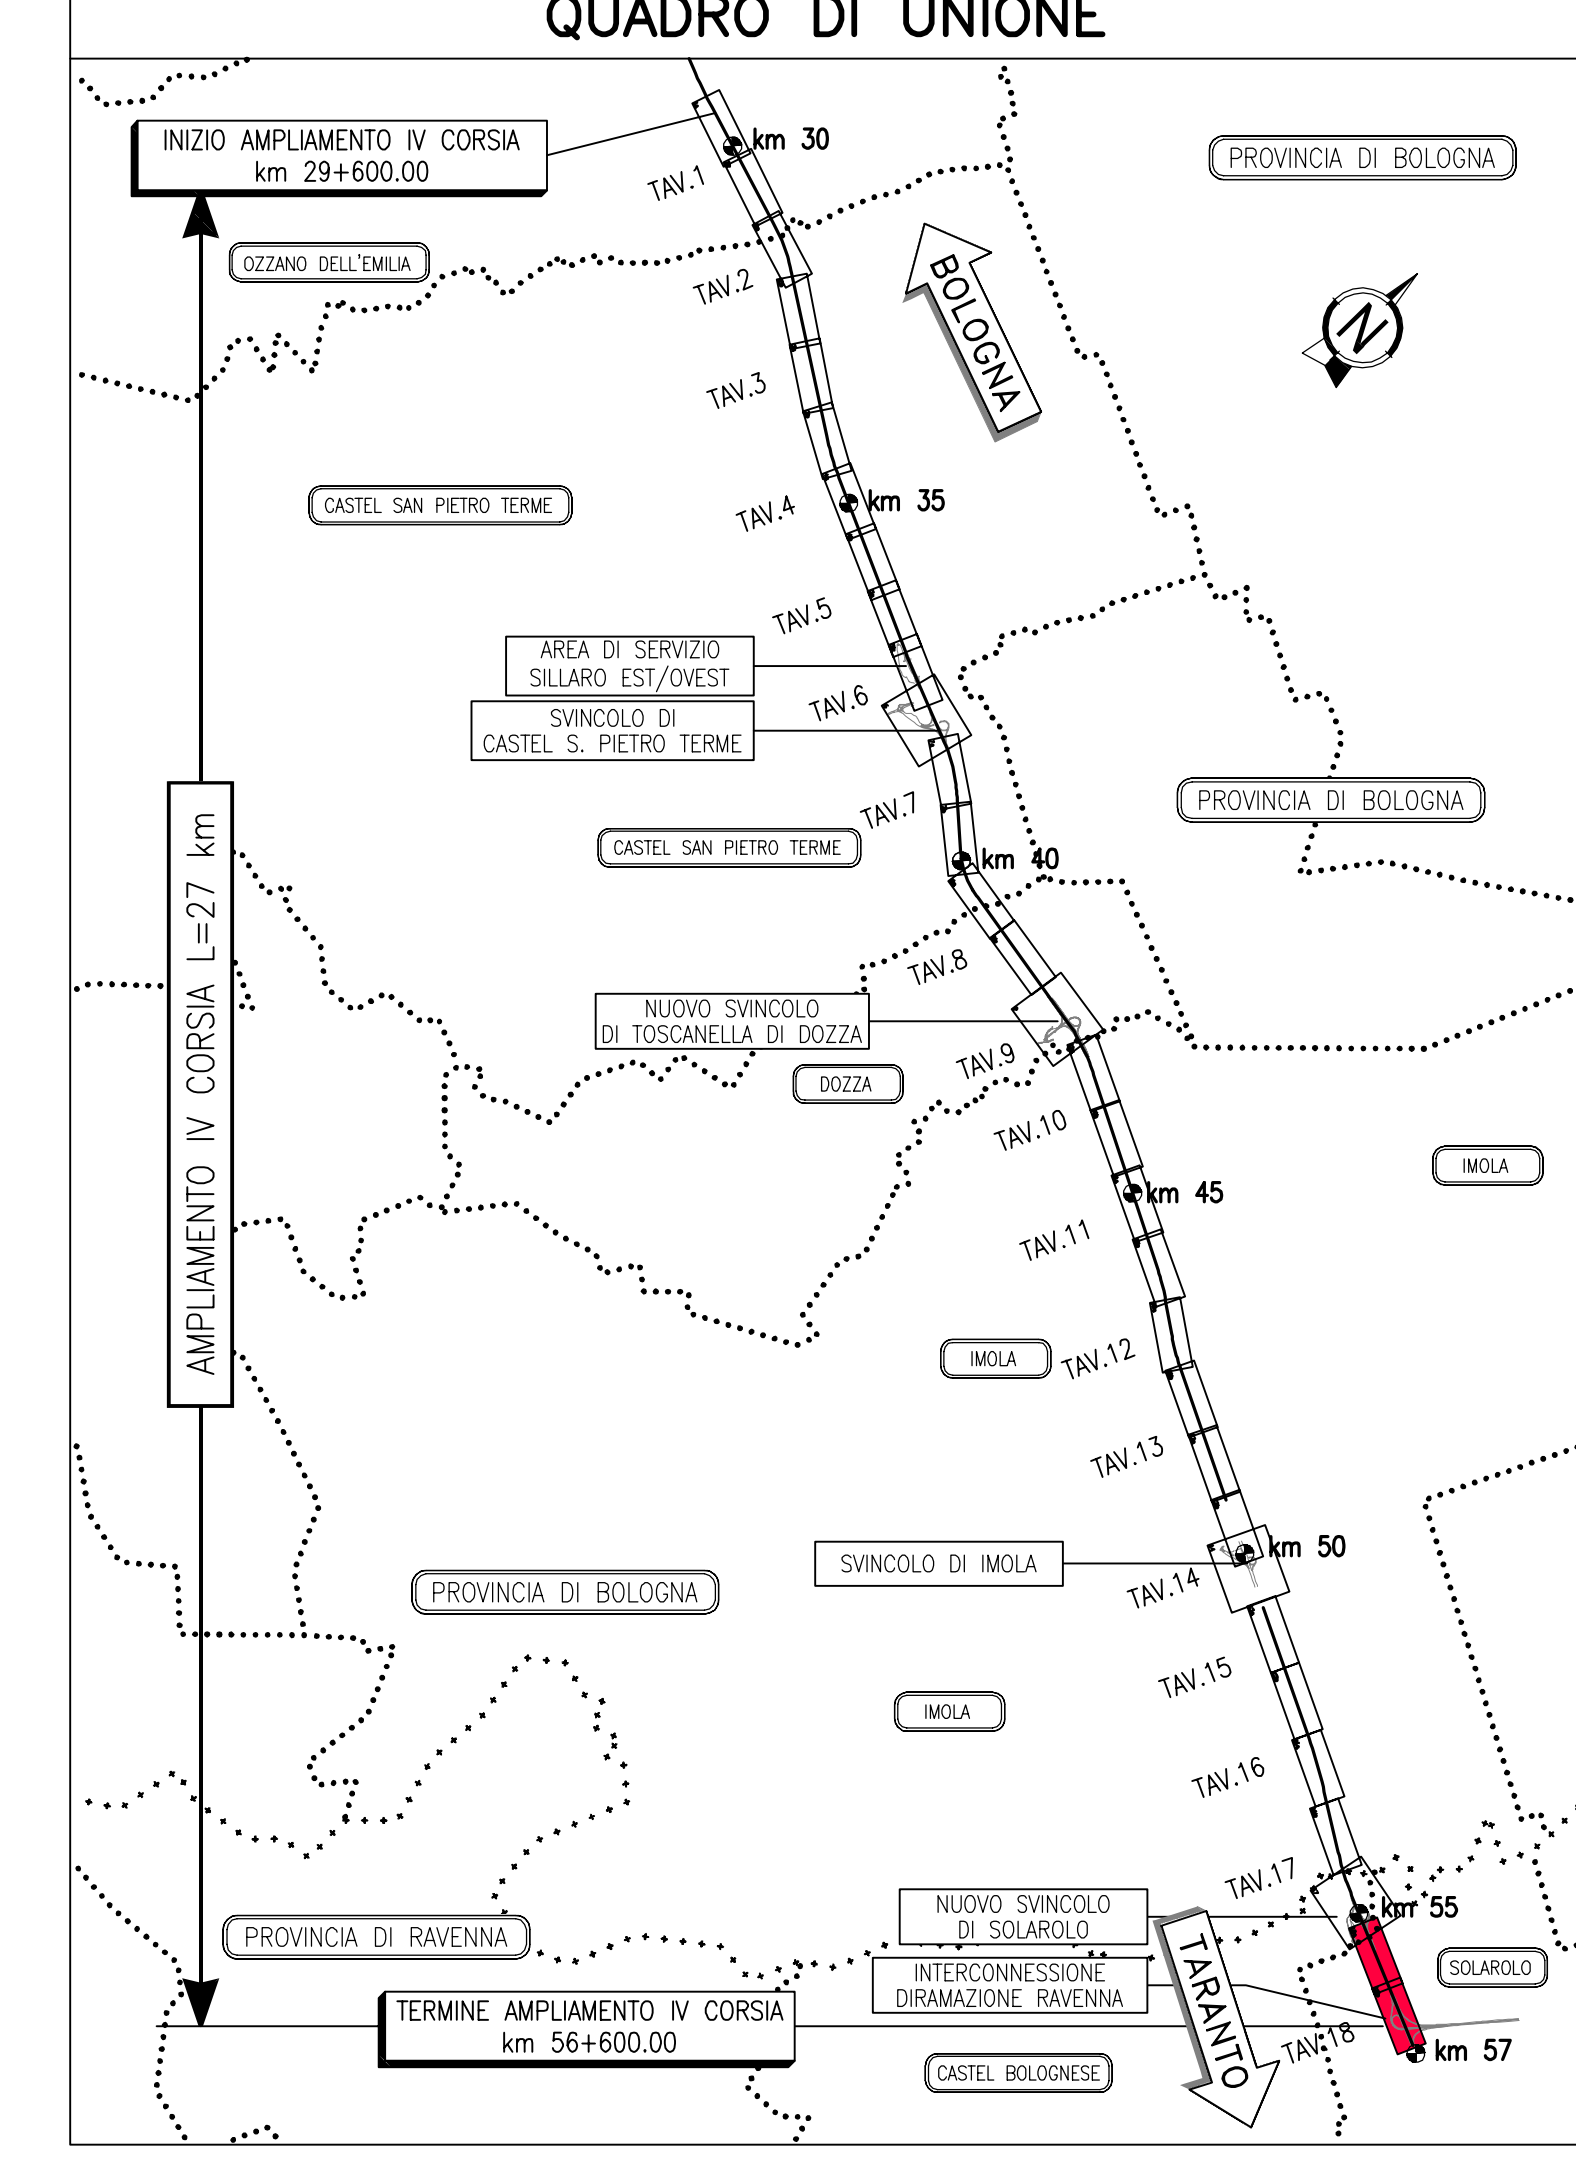 QUADRO DI UNIONE
INIZIO AMPLIAMENTO IV CORSIA
km 29+600.00
km 30
PROVINCIA DI BOLOGNA
TAV.1
OZZANO DELL'EMILIA
TAV.2
BOLOGNA
N
TAV.3
CASTEL SAN PIETRO TERME
TAV.4
km 35
TAV.5
AREA DI SERVIZIO
SILLARO EST/OVEST
TAV.6
SVINCOLO DI
CASTEL S. PIETRO TERME
PROVINCIA DI BOLOGNA
TAV.7
CASTEL SAN PIETRO TERME
km 40
AMPLIAMENTO IV CORSIA L=27 km
TAV.8
NUOVO SVINCOLO
DI TOSCANELLA DI DOZZA
TAV.9
DOZZA
TAV.10
IMOLA
km 45
TAV.11
IMOLA
TAV.12
TAV.13
km 50
SVINCOLO DI IMOLA
TAV.14
PROVINCIA DI BOLOGNA
TAV.15
IMOLA
TAV.16
TAV.17
NUOVO SVINCOLO
DI SOLAROLO
km 55
PROVINCIA DI RAVENNA
TARANTO
SOLAROLO
INTERCONNESSIONE
DIRAMAZIONE RAVENNA
TERMINE AMPLIAMENTO IV CORSIA
km 56+600.00
TAV.18
km 57
CASTEL BOLOGNESE